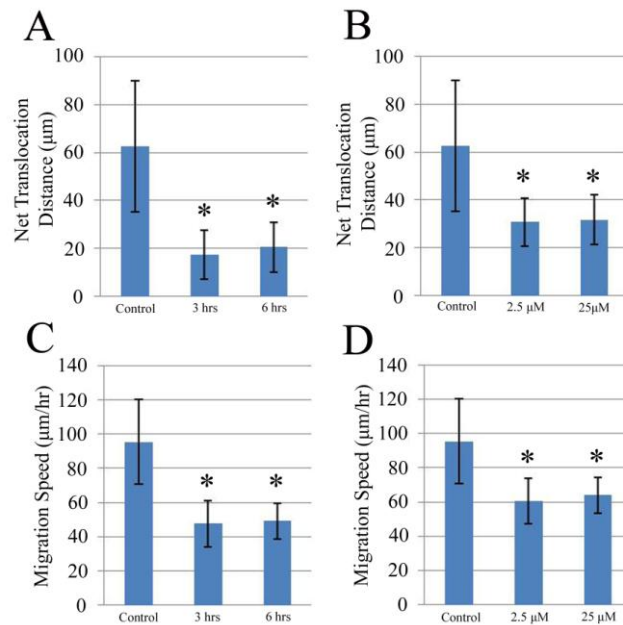 A
Net Translocation
Distance (μm)
100
80
60
40
20
0
*
*
Control
3 hrs
6 hrs
B
Net Translocation
Distance (μm)
100
80
60
40
20
0
*
*
Control
2.5 μM
25μM
C
Migration Speed (μm/hr)
140
120
100
80
60
40
20
0
*
*
Control
3 hrs
6 hrs
D
Migration Speed (μm/hr)
140
120
100
80
60
40
20
0
*
*
Control
2.5 μM
25 μM